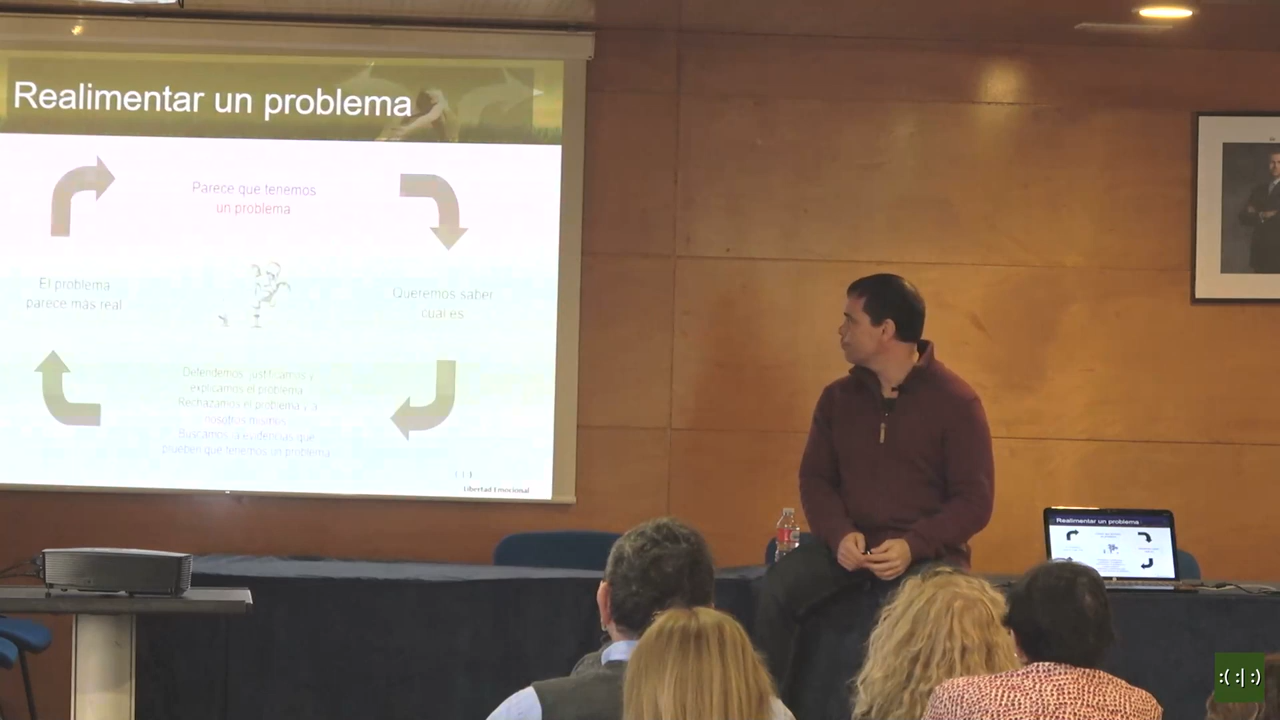 Realimentar un problema
Parece que tenemos
un problema
El problema
parece más real
Queremos saber
cuál es
Defendemos, justificamos y
explicamos el problema
Rechazamos el problema y a
nosotros mismos
Buscamos la evidencias que
prueben que tenemos un problema
Libertad Emocional
Realimentar un problema
:( :| :)